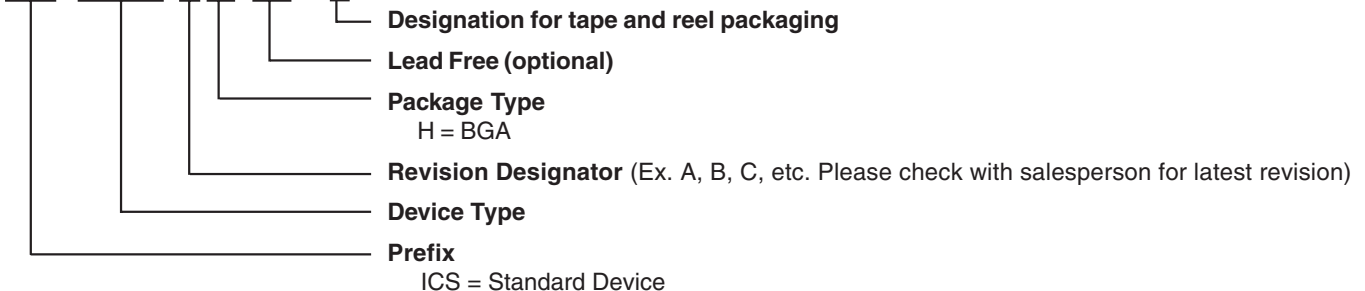 Designation for tape and reel packaging
Lead Free (optional)
Package Type
H = BGA
Revision Designator (Ex. A, B, C, etc. Please check with salesperson for latest revision)
Device Type
Prefix
ICS = Standard Device